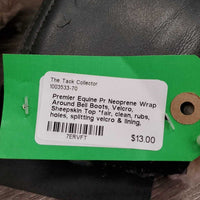 The Tack Collector
1003533-70
Premier Equine Pr Neoprene Wrap
Around Bell Boots, Velcro,
Sheepskin Top *fair, clean, rubs,
holes, splitting velcro & lining,
7ERVFT
$13.00